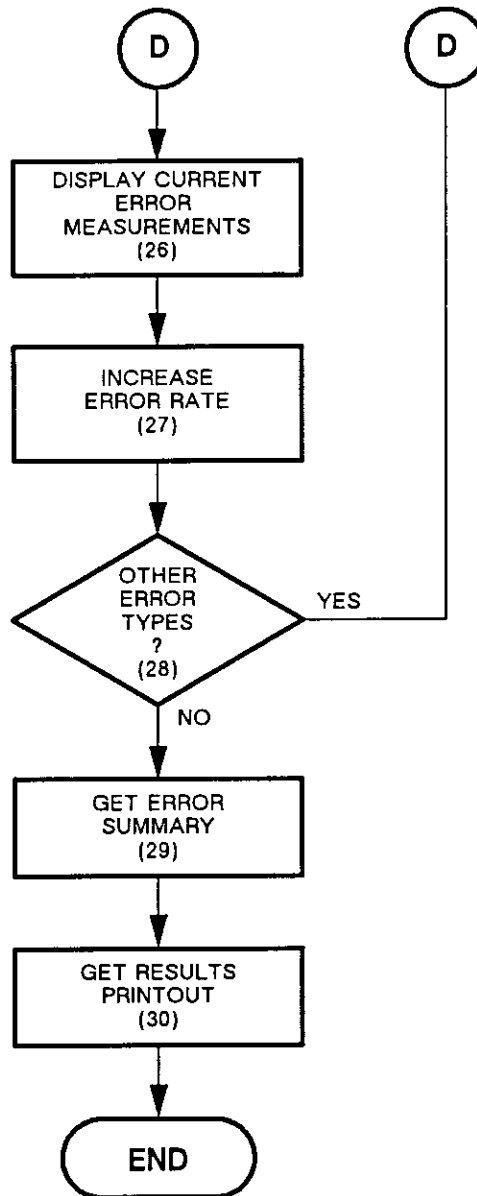 D
D
DISPLAY CURRENT
ERROR
MEASUREMENTS
(26)
INCREASE
ERROR RATE
(27)
OTHER
ERROR
TYPES
?
(28)
YES
NO
GET ERROR
SUMMARY
(29)
GET RESULTS
PRINTOUT
(30)
END